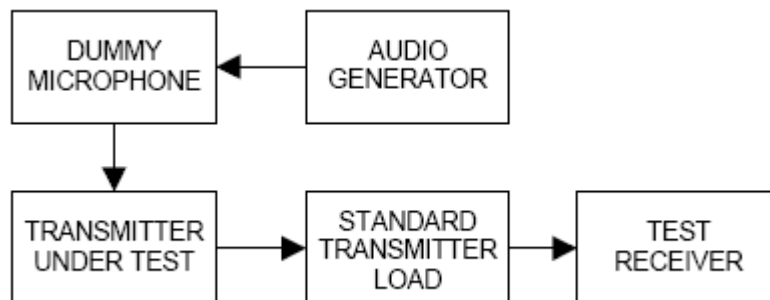 DUMMY
MICROPHONE
AUDIO
GENERATOR
TRANSMITTER
UNDER TEST
STANDARD
TRANSMITTER
LOAD
TEST
RECEIVER